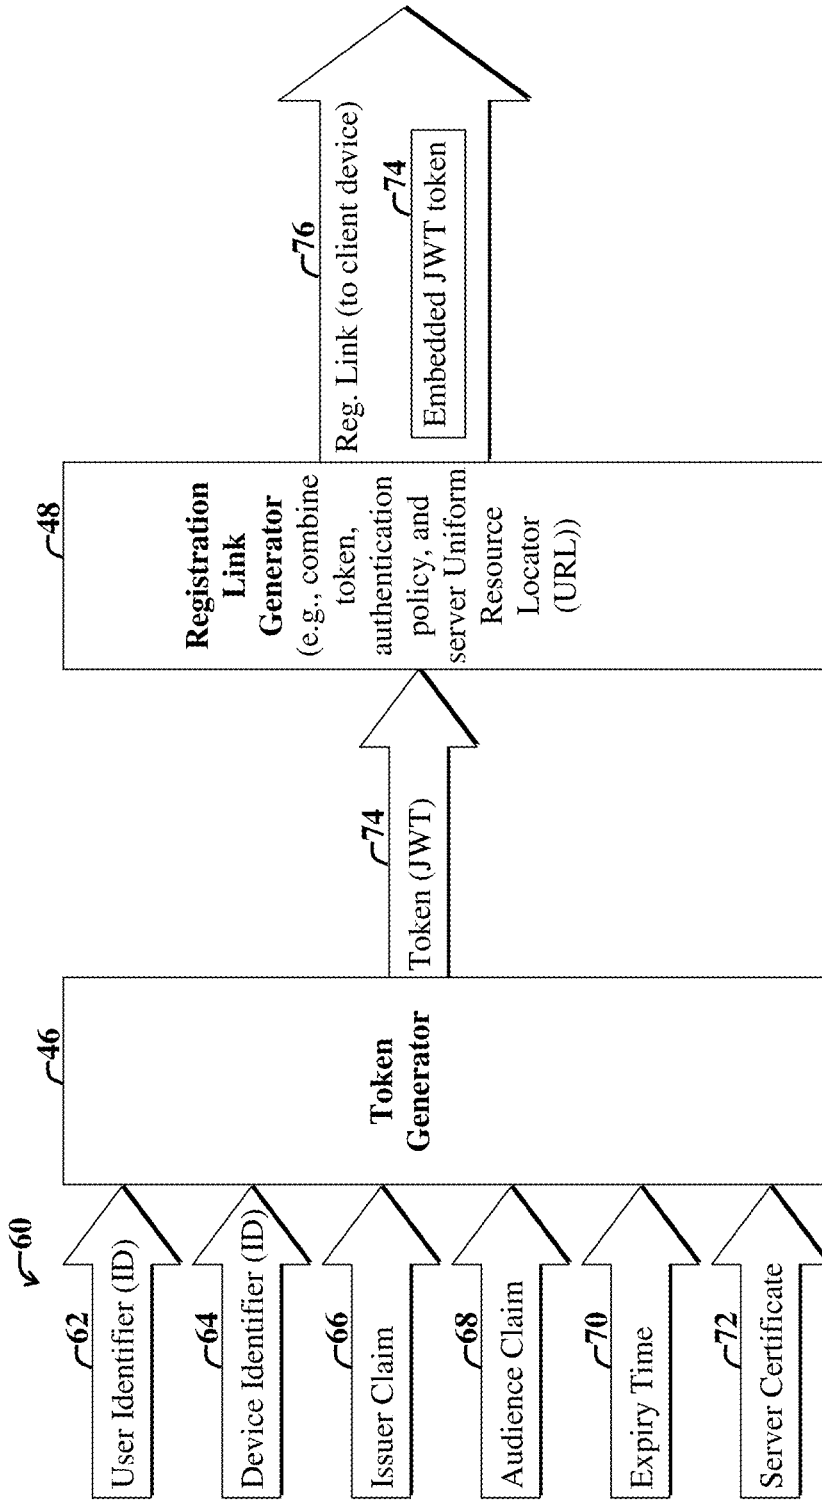 60
62
User Identifier (ID)
64
Device Identifier (ID)
66
Issuer Claim
68
Audience Claim
70
Expiry Time
72
Server Certificate
46
Token
Generator
74
Token (JWT)
48
Registration
Link
Generator
(e.g., combine
token,
authentication
policy, and
server Uniform
Resource
Locator
(URL))
76
Reg. Link (to client device)
74
Embedded JWT token